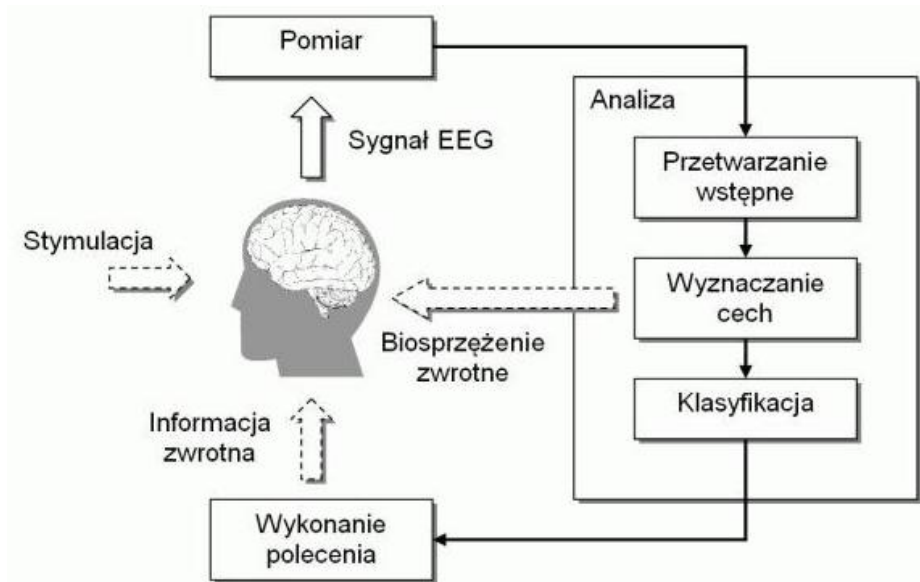 Pomiar
Analiza
Sygnał EEG
Przetwarzanie
wstępne
Stymulacja
Wyznaczanie
cech
Biosprzężenie
zwrotne
Klasyfikacja
Informacja
zwrotna
Wykonanie
polecenia